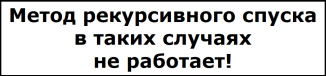 Метод рекурсивного спуска
в таких случаях
не работает!